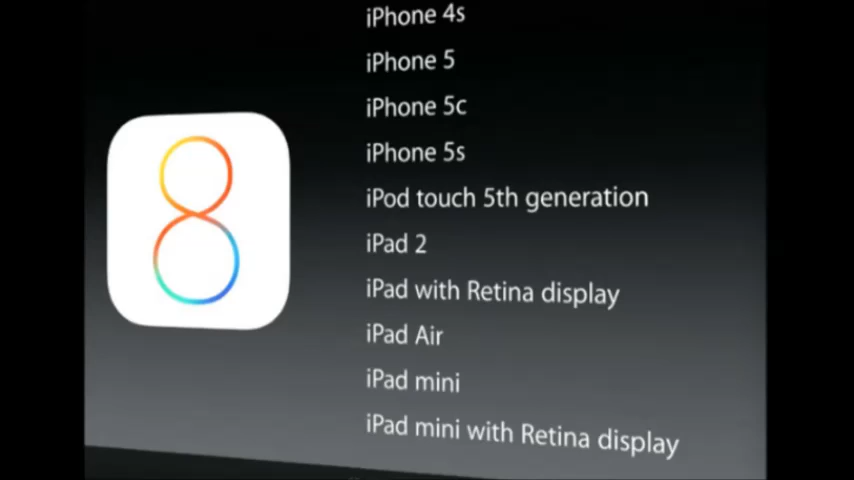 iPhone 4s
iPhone 5
iPhone 5c
iPhone 5s
8
iPod touch 5th generation
iPad 2
iPad with Retina display
iPad Air
iPad mini
iPad mini with Retina display